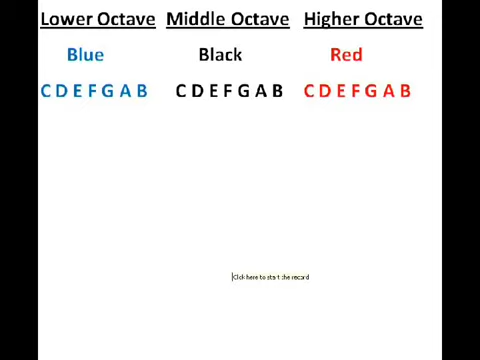 Lower Octave Middle Octave Higher Octave
Blue Black Red
C D E F G A B C D E F G A B C D E F G A B
Click here to start the record